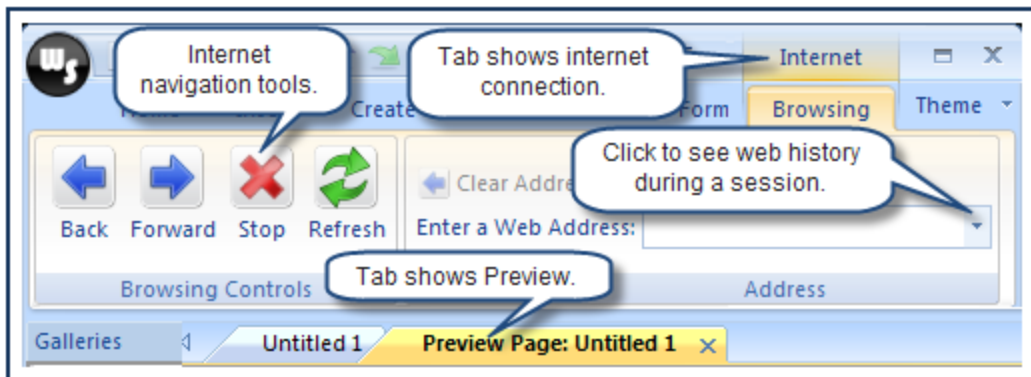 WS
Internet
navigation tools.
Tab shows internet
connection.
Internet
Create
Form
Browsing
Theme
Click to see web history
during a session.
Back
Forward
Stop
Refresh
Clear
Enter a Web Address:
Tab shows Preview.
Browsing Controls
Address
Galleries
Untitled 1
Preview Page: Untitled 1